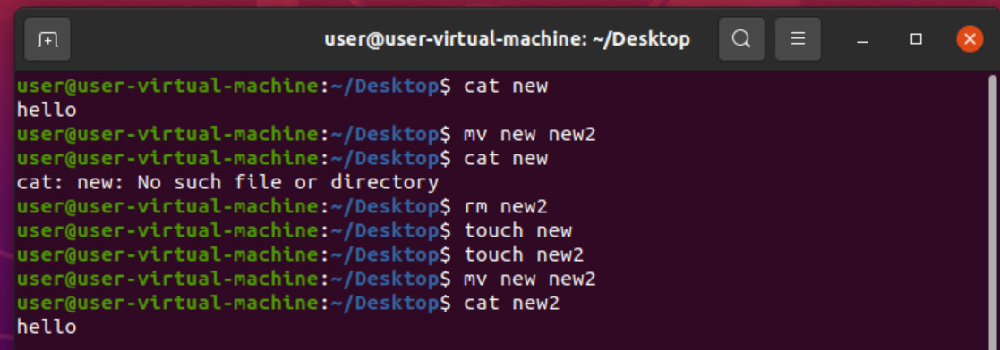 user@user-virtual-machine: ~/Desktop
user@user-virtual-machine:~/Desktop$ cat new
hello
user@user-virtual-machine:~/Desktop$ mv new new2
user@user-virtual-machine:~/Desktop$ cat new
cat: new: No such file or directory
user@user-virtual-machine:~/Desktop$ rm new2
user@user-virtual-machine:~/Desktop$ touch new
user@user-virtual-machine:~/Desktop$ touch new2
user@user-virtual-machine:~/Desktop$ mv new new2
user@user-virtual-machine:~/Desktop$ cat new2
hello